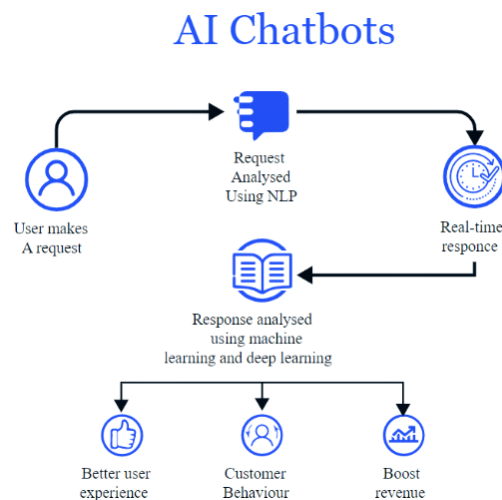 AI Chatbots
Request
Analysed
Using NLP
User makes
A request
Real-time
responce
Response analysed
using machine
learning and deep learning
Better user
experience
Customer
Behaviour
Boost
revenue